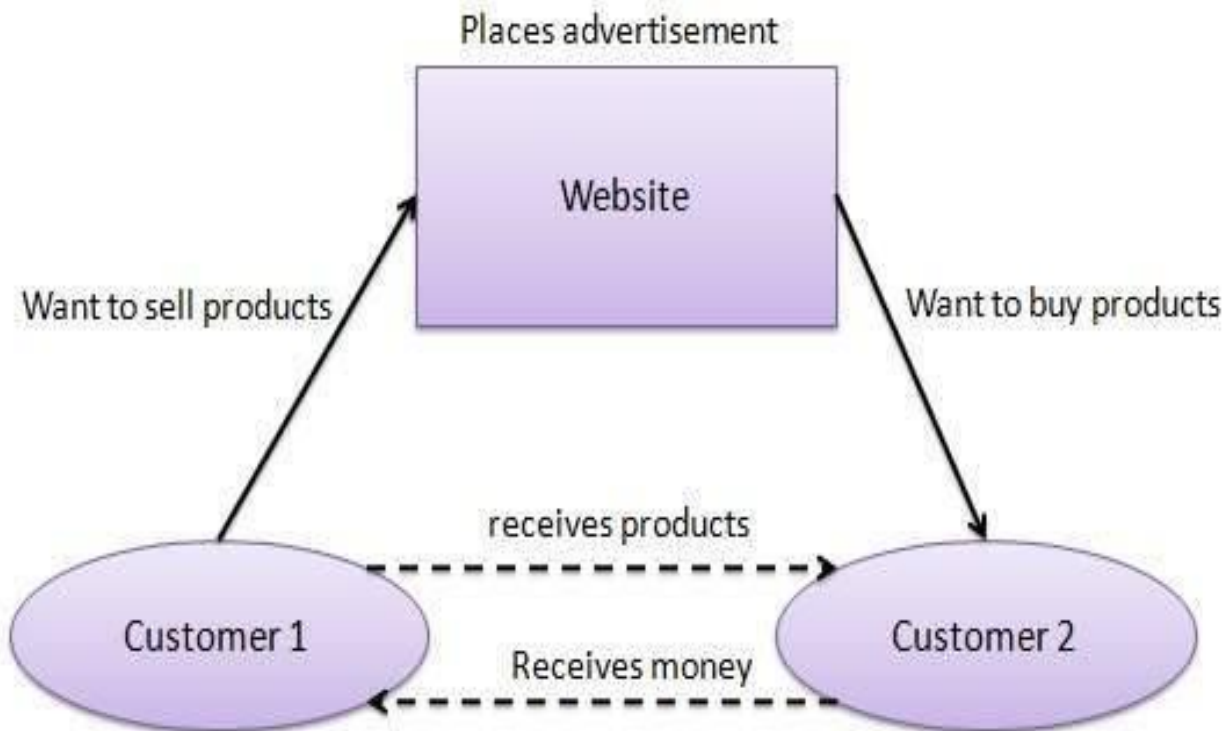 Places advertisement
Website
Want to sell products
Want to buy products
receives products
Customer 1
Customer 2
Receives money